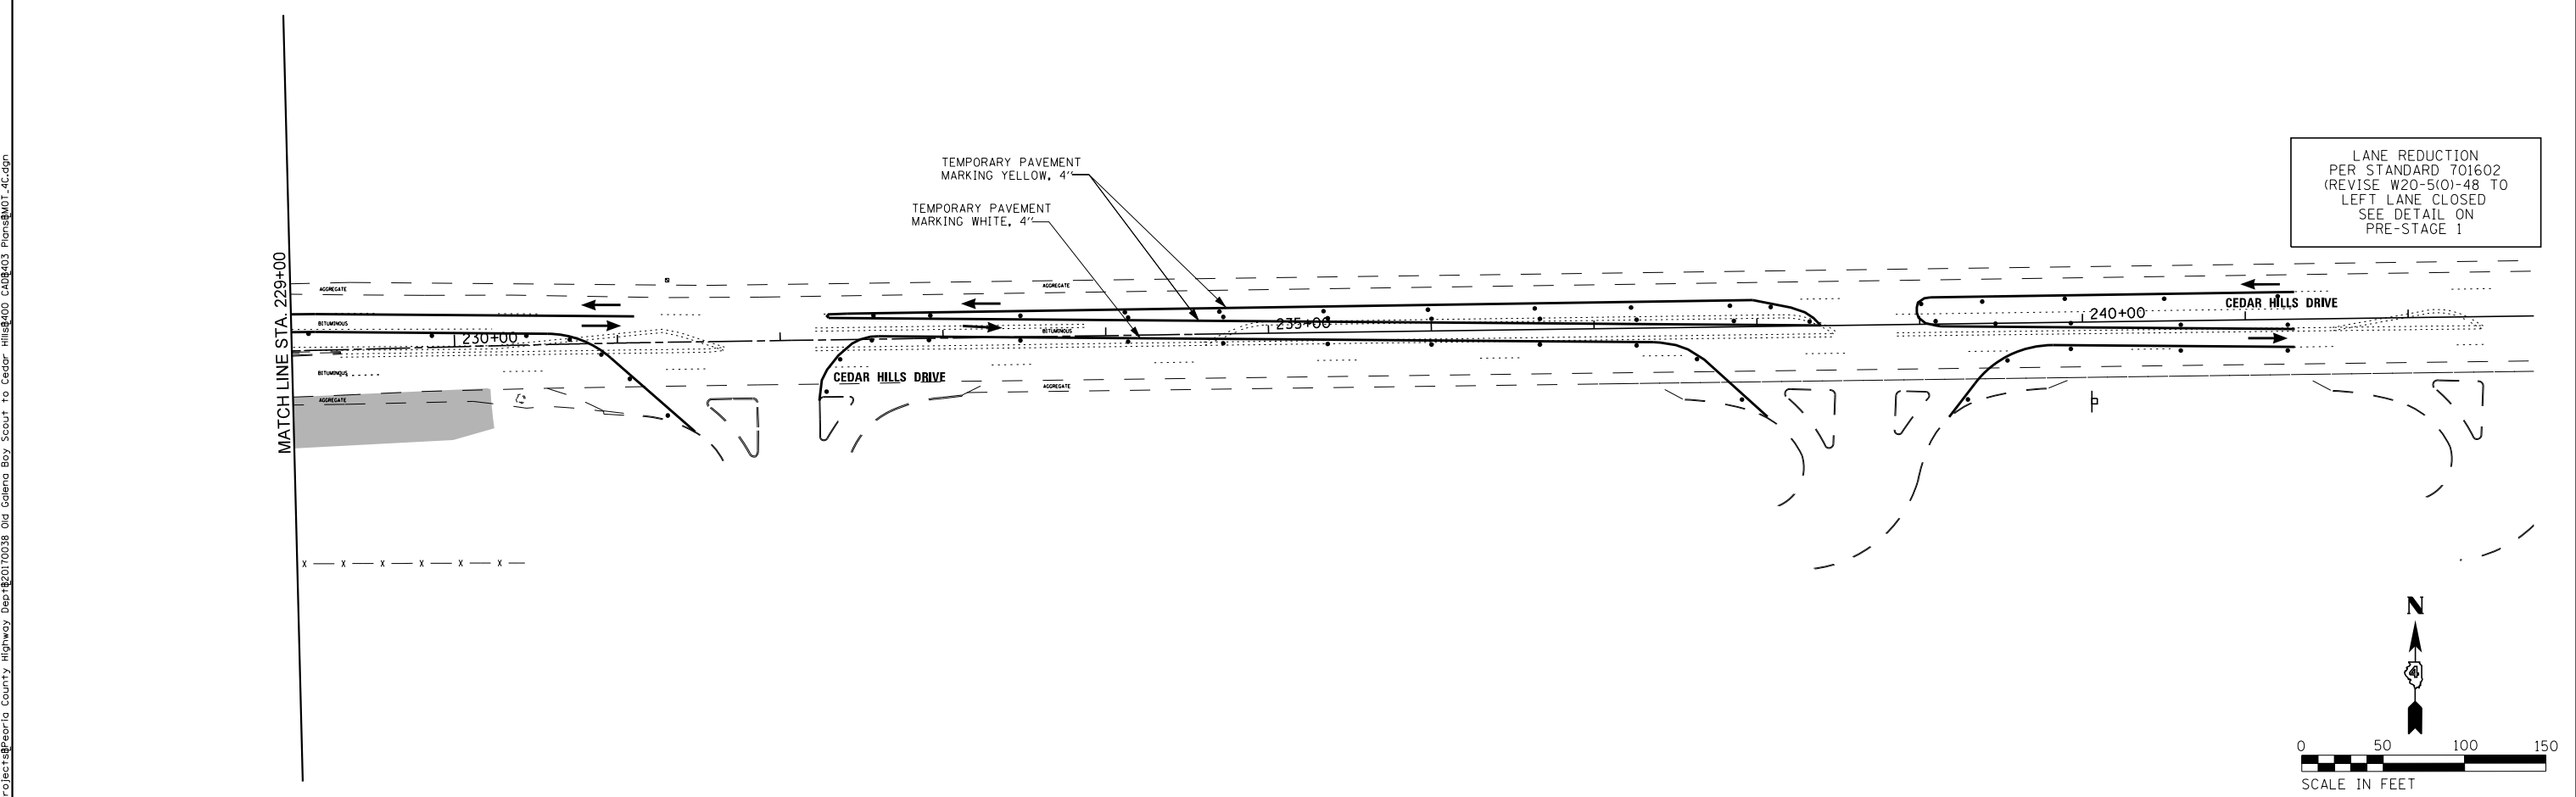 TEMPORARY PAVEMENT
MARKING YELLOW, 4"
TEMPORARY PAVEMENT
MARKING WHITE, 4"
LANE REDUCTION
PER STANDARD 701602
(REVISE W20-5(O)-48 TO
LEFT LANE CLOSED
SEE DETAIL ON
PRE-STAGE 1
MATCH LINE STA. 229+00
AGGREGATE
AGGREGATE
CEDAR HILLS DRIVE
BITUMINOUS
BITUMINOUS
230+00
235+00
240+00
BITUMINOUS
CEDAR HILLS DRIVE
AGGREGATE
AGGREGATE
X X X X X X
N
4
0 50 100 150
SCALE IN FEET